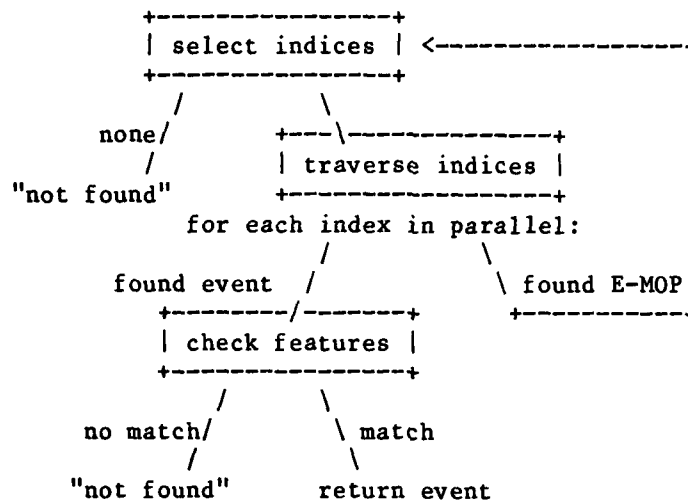 select indices
none
traverse indices
"not found"
for each index in parallel:
found event
found E-MOP
check features
no match
match
"not found"
return event